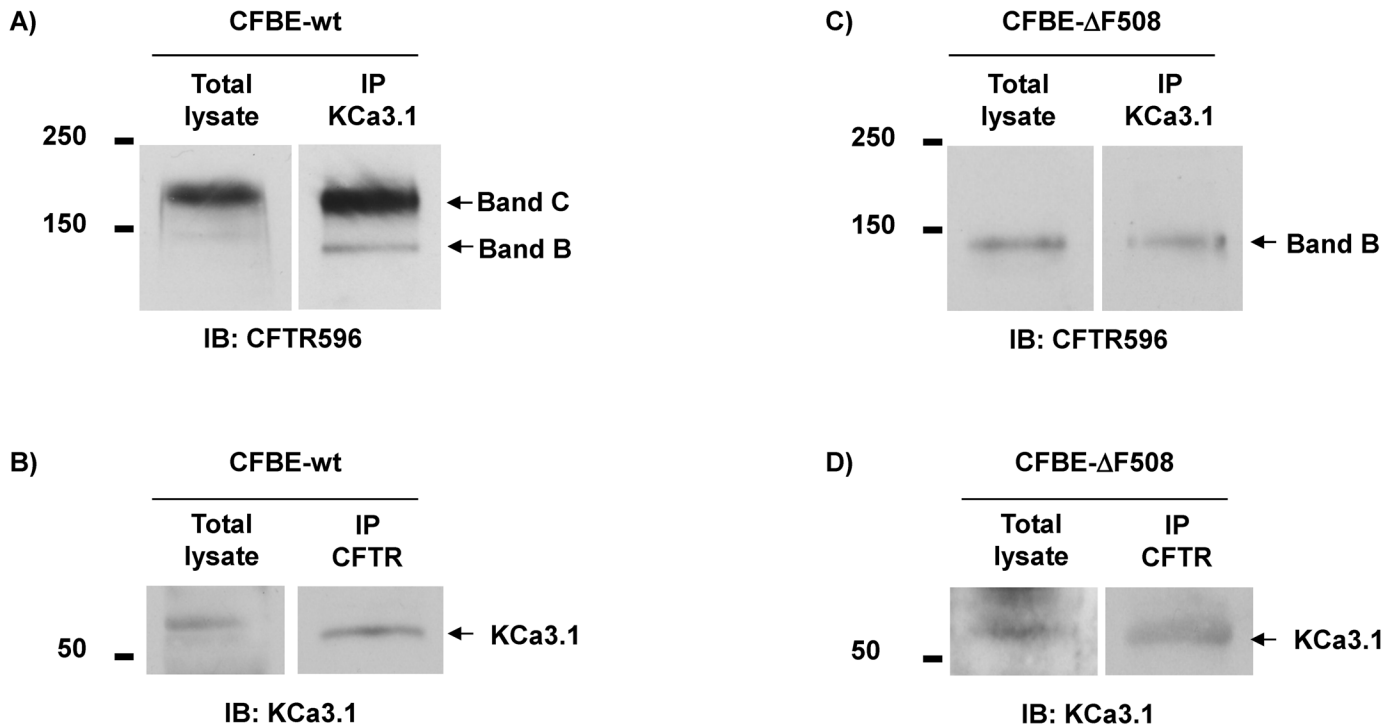 A)
CFBE-wt
Total lysate
IP KCa3.1
250
150
Band C
Band B
IB: CFTR596
C)
CFBE-ΔF508
Total lysate
IP KCa3.1
250
150
Band B
IB: CFTR596
B)
CFBE-wt
Total lysate
IP CFTR
50
KCa3.1
IB: KCa3.1
D)
CFBE-ΔF508
Total lysate
IP CFTR
50
KCa3.1
IB: KCa3.1